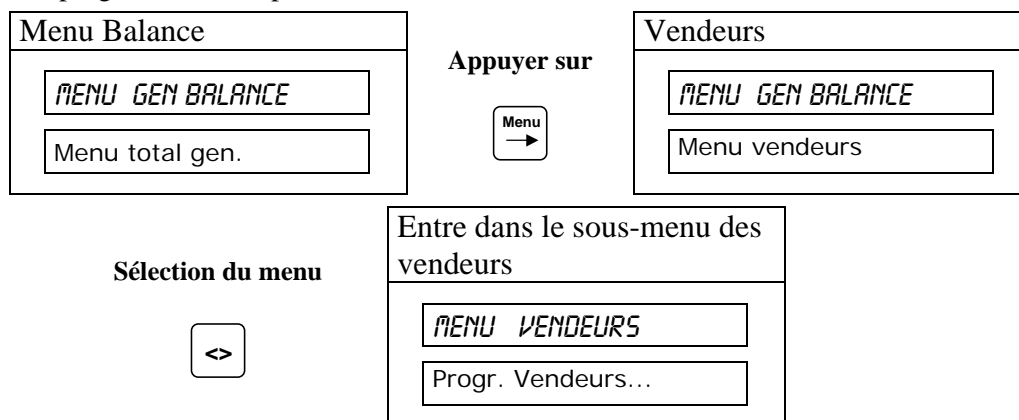 Menu Balance
MENU GEN BALANCE
Menu total gen.
Appuyer sur
Menu
Vendeurs
MENU GEN BALANCE
Menu vendeurs
Sélection du menu
<>
Entre dans le sous-menu des
vendeurs
MENU VENDEURS
Progr. Vendeurs...